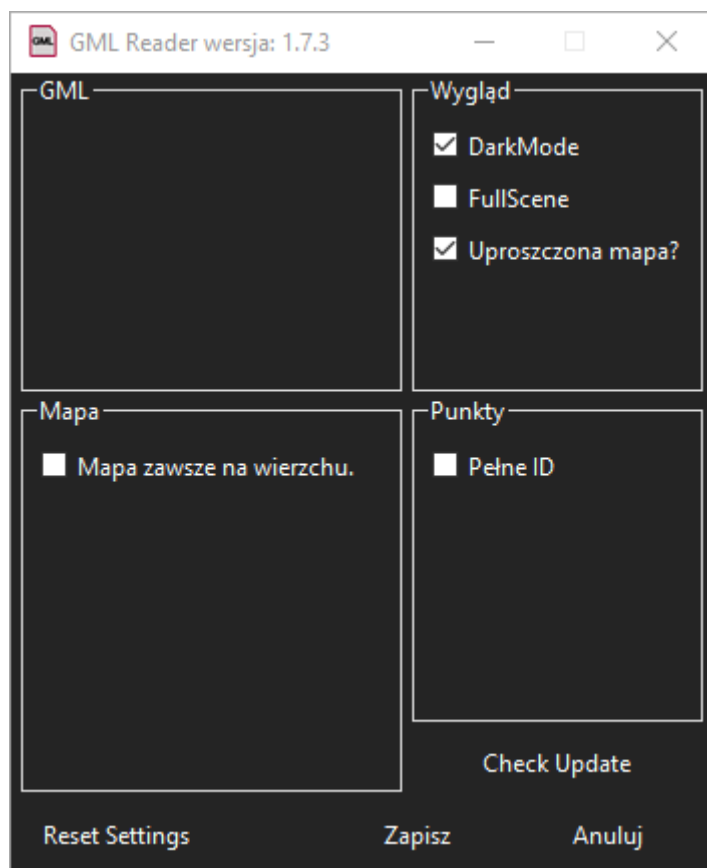 GML GML Reader wersja: 1.7.3
GML
Wygląd
DarkMode
FullScene
Uproszczona mapa?
Mapa
Mapa zawsze na wierzchu.
Punkty
Pełne ID
Check Update
Reset Settings
Zapisz
Anuluj